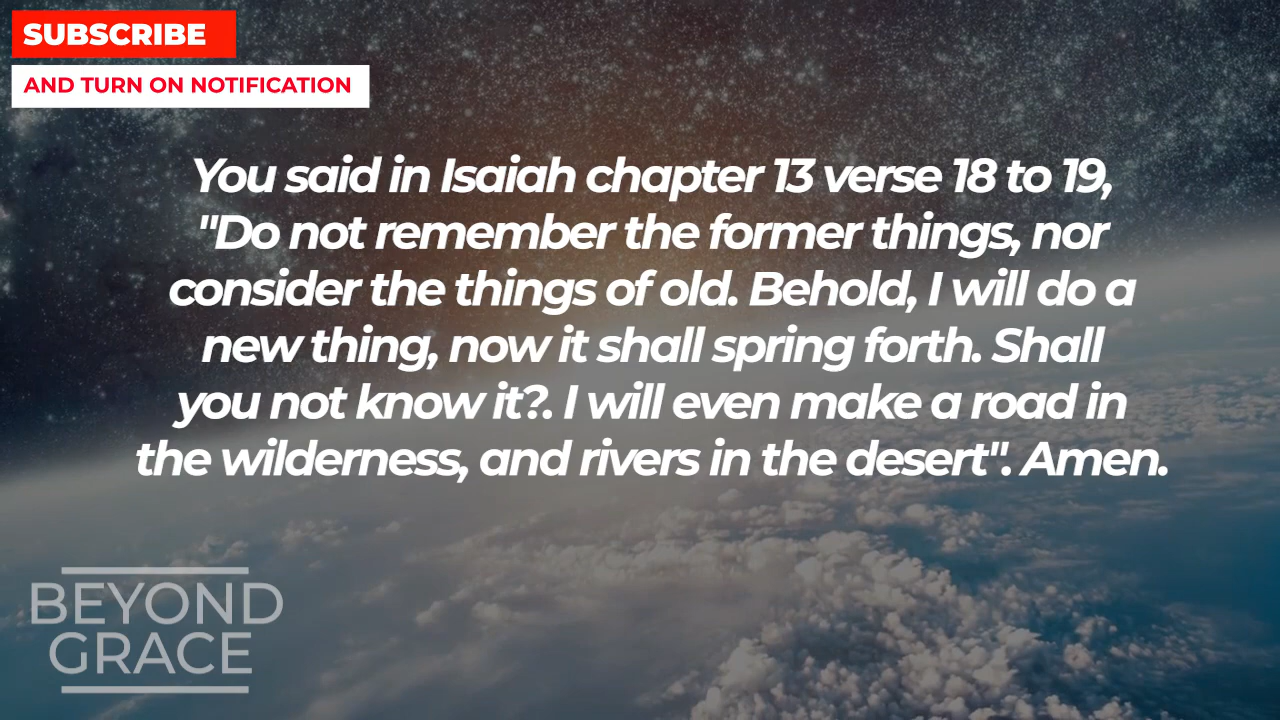 SUBSCRIBE
AND TURN ON NOTIFICATION
You said in Isaiah chapter 13 verse 18 to 19,
"Do not remember the former things, nor
consider the things of old. Behold, I will do a
new thing, now it shall spring forth. Shall
you not know it?. I will even make a road in
the wilderness, and rivers in the desert". Amen.
BEYOND
GRACE